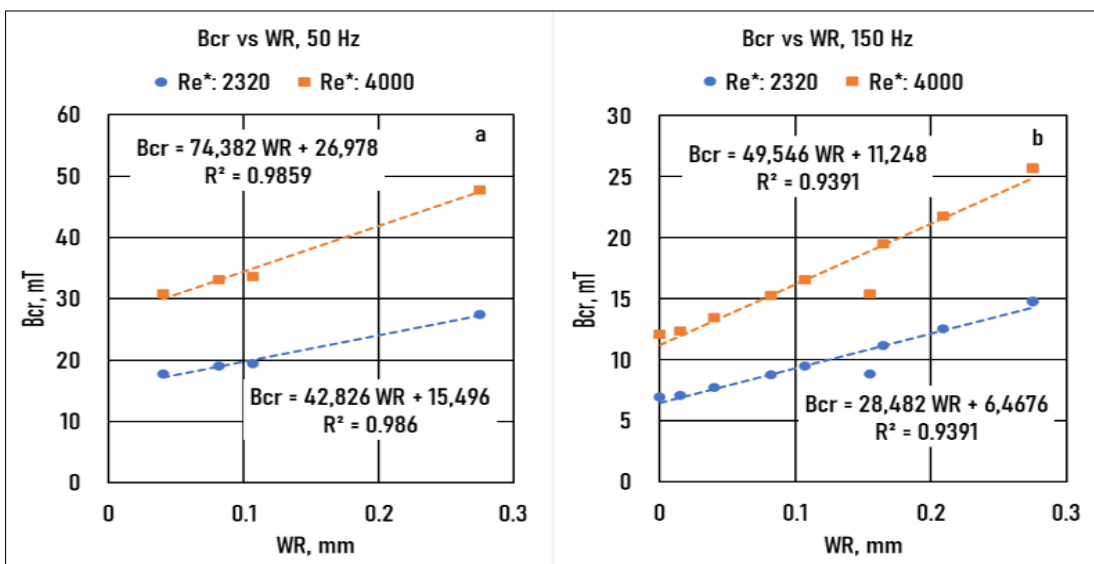 Bcr vs WR, 50 Hz
Re*: 2320 Re*: 4000
60
50
40
30
20
10
0
Bcr, mT
a
Bcr = 74,382 WR + 26,978
R² = 0.9859
Bcr = 42,826 WR + 15,496
R² = 0.986
0 0.1 0.2 0.3
WR, mm
Bcr vs WR, 150 Hz
Re*: 2320 Re*: 4000
30
25
20
15
10
5
0
Bcr, mT
b
Bcr = 49,546 WR + 11,248
R² = 0.9391
Bcr = 28,482 WR + 6,4676
R² = 0.9391
0 0.1 0.2 0.3
WR, mm